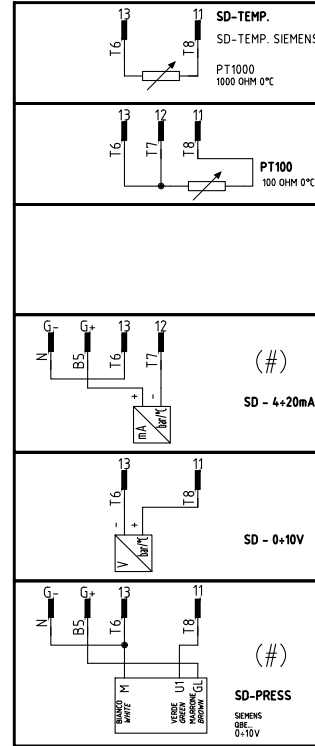 13 11 SD-TEMP.
T6 T8 SD-TEMP. SIEMENS
PT1000
1000 OHM 0°C
13 12 11
T6 T7 T8
PT100
100 OHM 0°C
G- G+ 13 12
N B5 T6 T7
(#)
+ -
mA bar/°C
SD - 4÷20mA
13 11
T6 T8
- +
V bar/°C
SD - 0÷10V
G- G+ 13 11
N B5 T6 T8
(#)
BIANCO WHITE M
VERDE GREEN U1
MARRONE BROWN GL
SD-PRESS
SIEMENS
QBE...
0÷10V